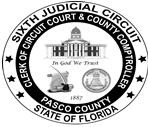 SIXTH JUDICIAL CIRCUIT
CLERK OF CIRCUIT COURT & COUNTY COMPTROLLER
In God We Trust
1887
PASCO COUNTY
STATE OF FLORIDA